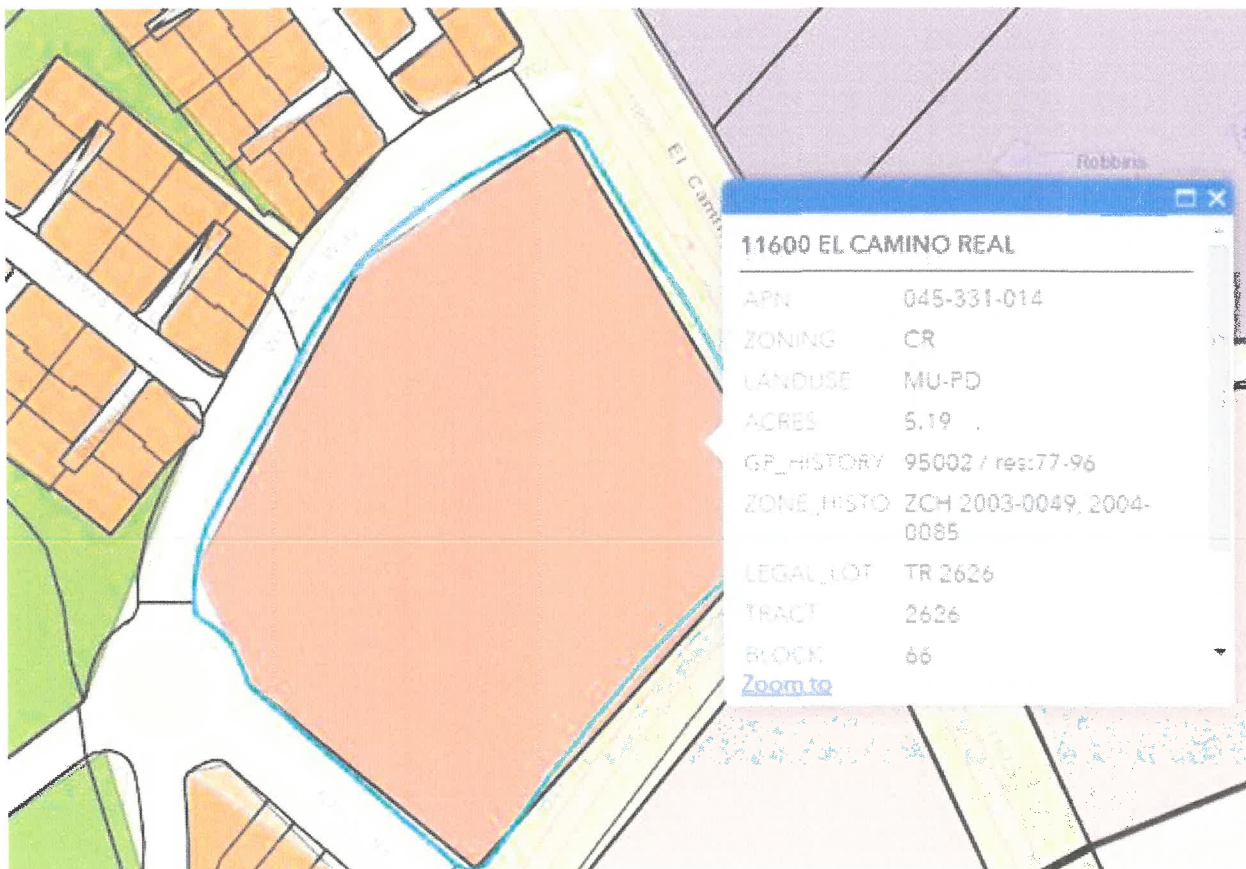 El Cam
Robbins
11600 EL CAMINO REAL
APN 045-331-014
ZONING CR
LANDUSE MU-PD
ACRES 5.19
GP_HISTORY 95002 / res:77-96
ZONE_HISTO ZCH 2003-0049, 2004-
0085
LEGAL_LOT TR 2626
TRACT 2626
BLOCK 66
Zoom to